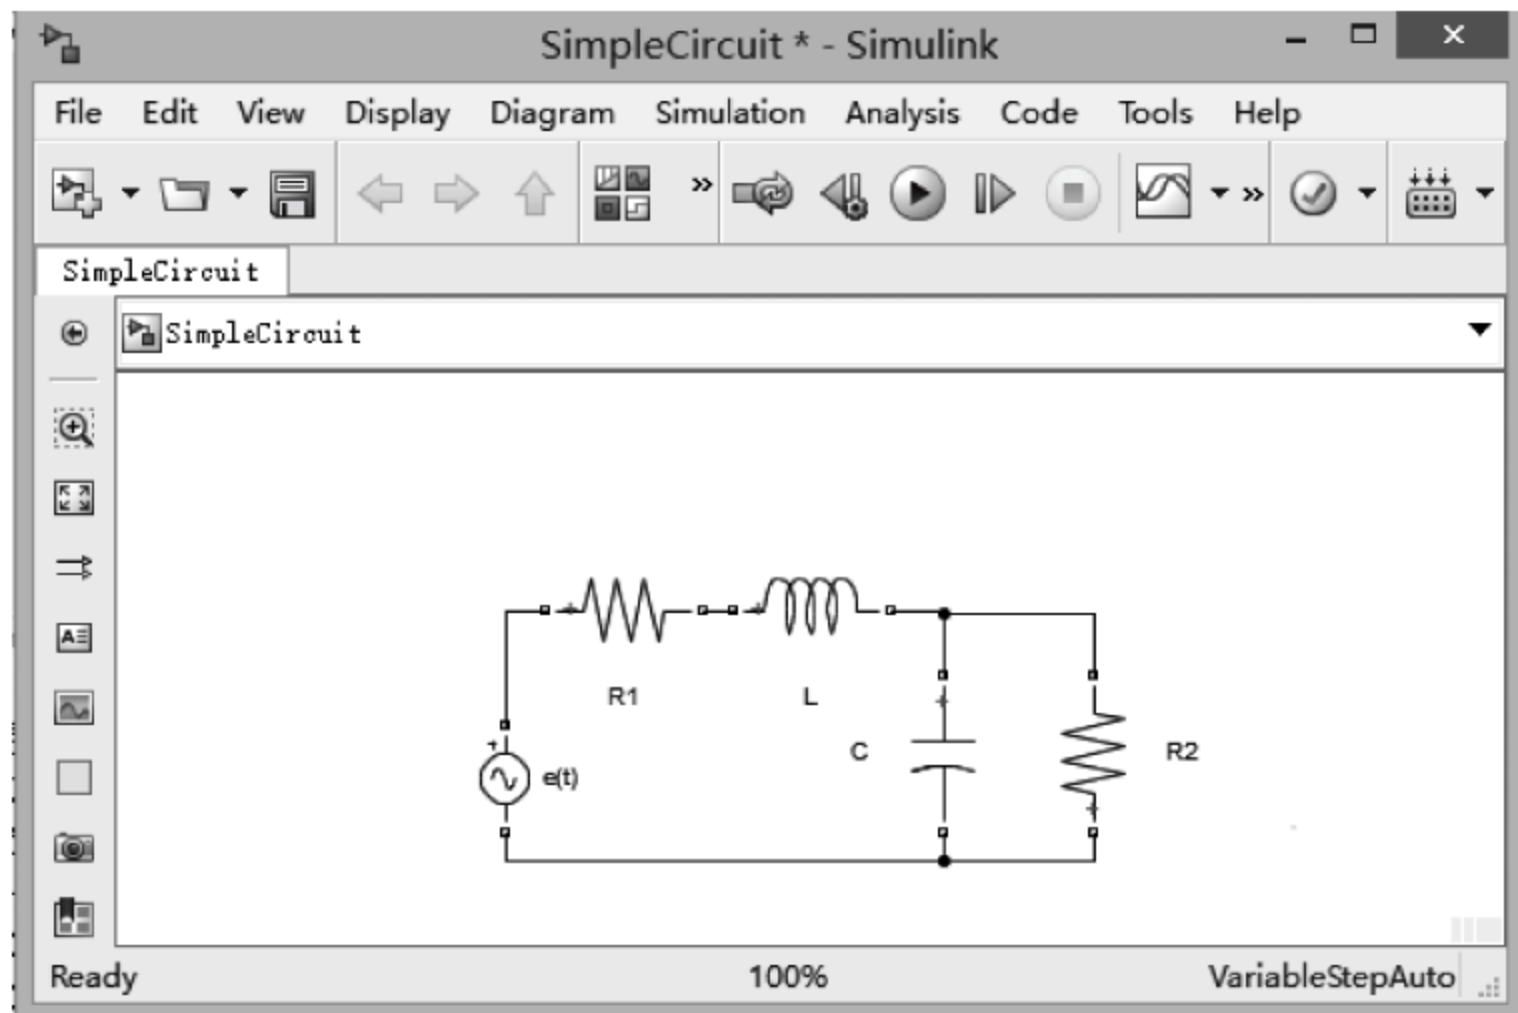 SimpleCircuit * - Simulink
File Edit View Display Diagram Simulation Analysis Code Tools Help
SimpleCircuit
SimpleCircuit
R1
L
C
R2
e(t)
Ready 100% VariableStepAuto